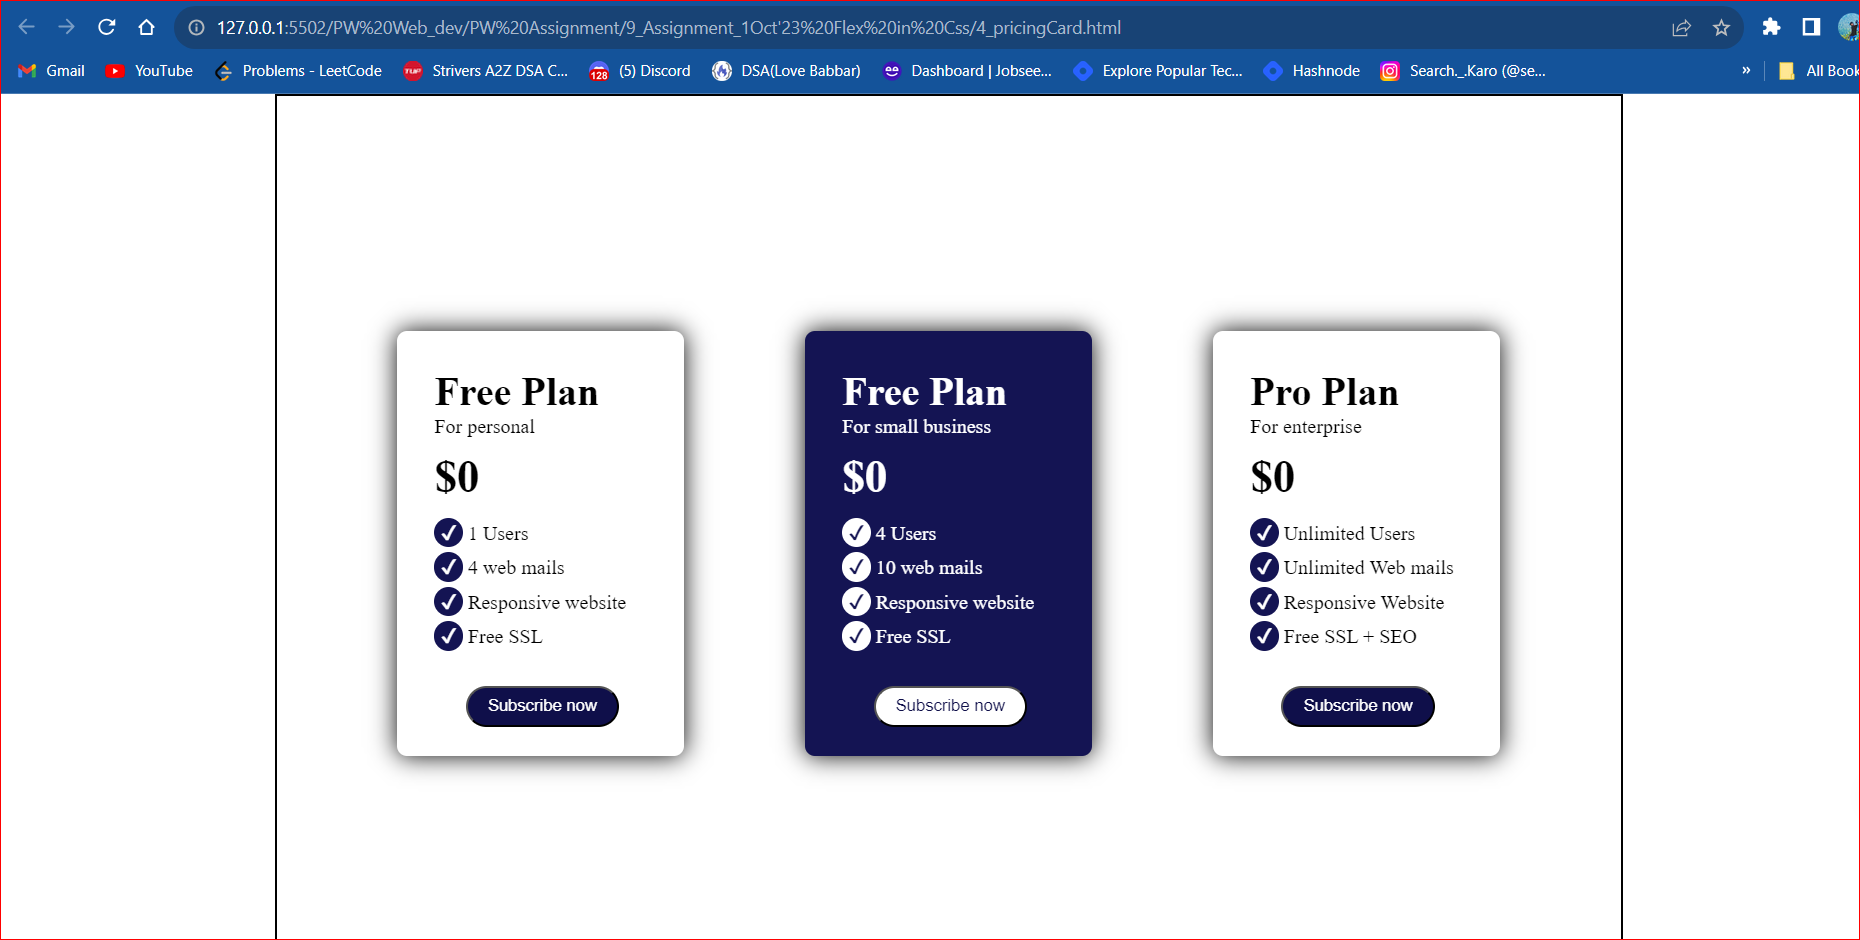 127.0.0.1:5502/PW%20Web_dev/PW%20Assignment/9_Assignment_1Oct'23%20Flex%20in%20Css/4_pricingCard.html
Gmail YouTube Problems - LeetCode TUF Strivers A2Z DSA C... 128 (5) Discord DSA(Love Babbar) Dashboard | Jobsee... Explore Popular Tec... Hashnode Search._.Karo (@se... » All Book
Free Plan
For personal
$0
1 Users
4 web mails
Responsive website
Free SSL
Subscribe now
Free Plan
For small business
$0
4 Users
10 web mails
Responsive website
Free SSL
Subscribe now
Pro Plan
For enterprise
$0
Unlimited Users
Unlimited Web mails
Responsive Website
Free SSL + SEO
Subscribe now